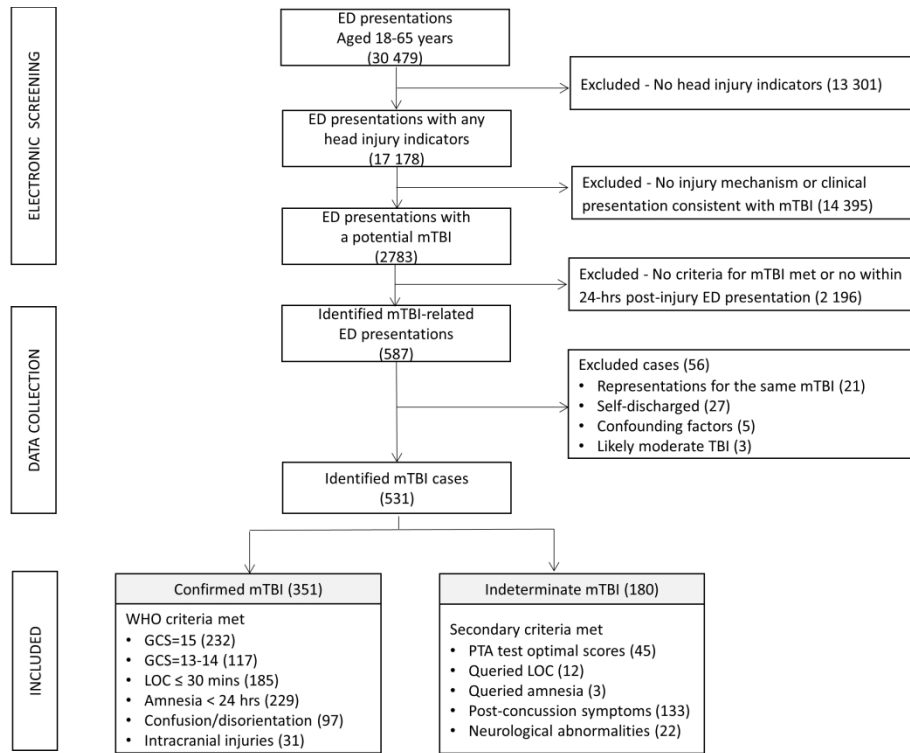 ED presentations
Aged 18-65 years
(30 479)
Excluded - No head injury indicators (13 301)
ED presentations with any
head injury indicators
(17 178)
Excluded - No injury mechanism or clinical
presentation consistent with mTBI (14 395)
ED presentations with
a potential mTBI
(2783)
ELECTRONIC SCREENING
Excluded - No criteria for mTBI met or no within
24-hrs post-injury ED presentation (2 196)
Identified mTBI-related
ED presentations
(587)
Excluded cases (56)
• Representations for the same mTBI (21)
• Self-discharged (27)
• Confounding factors (5)
• Likely moderate TBI (3)
Identified mTBI cases
(531)
DATA COLLECTION
Confirmed mTBI (351)
WHO criteria met
• GCS=15 (232)
• GCS=13-14 (117)
• LOC ≤ 30 mins (185)
• Amnesia < 24 hrs (229)
• Confusion/disorientation (97)
• Intracranial injuries (31)
Indeterminate mTBI (180)
Secondary criteria met
• PTA test optimal scores (45)
• Queried LOC (12)
• Queried amnesia (3)
• Post-concussion symptoms (133)
• Neurological abnormalities (22)
INCLUDED